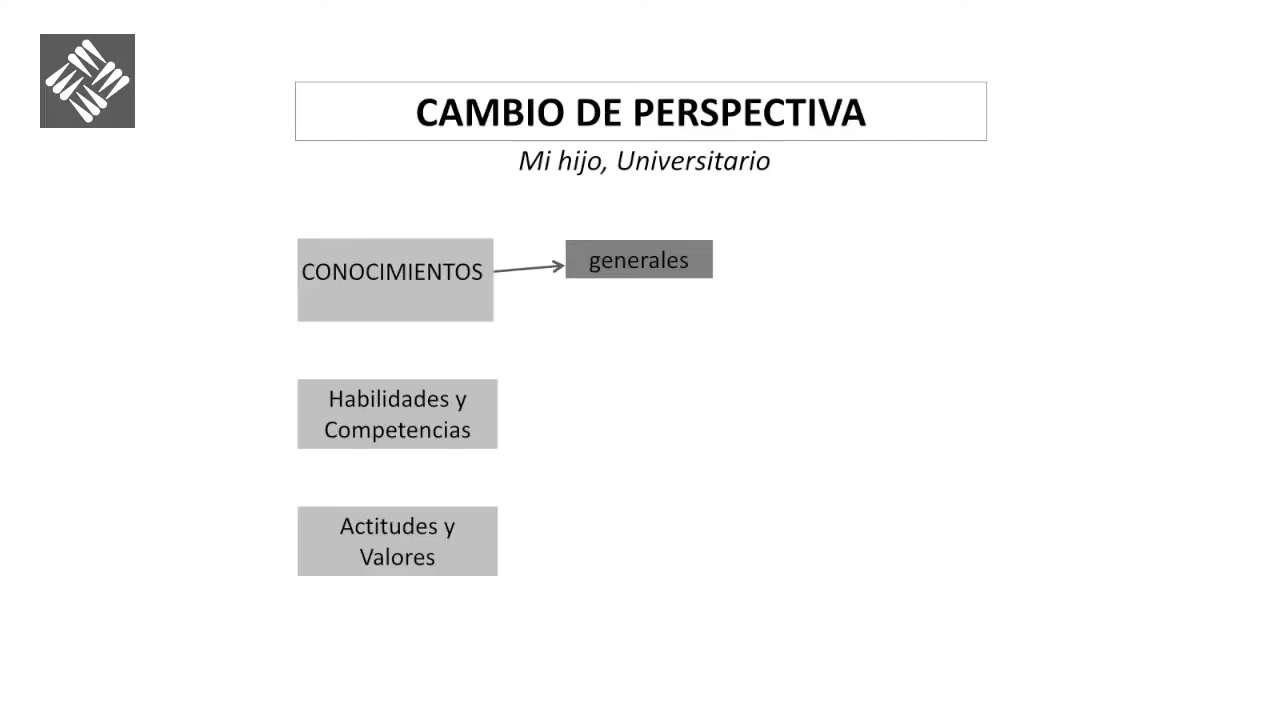 CAMBIO DE PERSPECTIVA
Mi hijo, Universitario
CONOCIMIENTOS
generales
Habilidades y
Competencias
Actitudes y
Valores